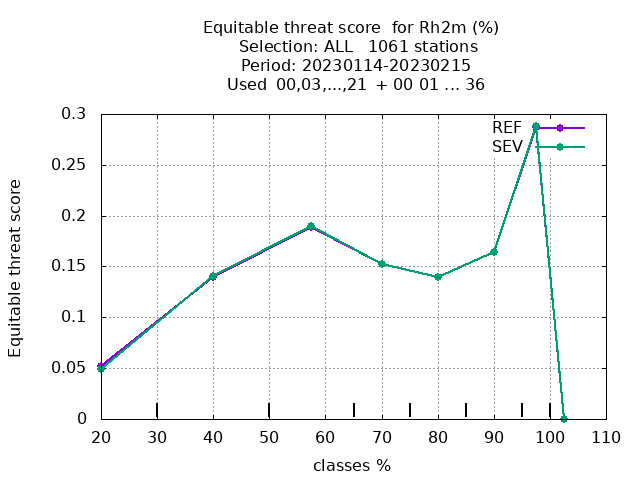 Equitable threat score  for Rh2m (%)
Selection: ALL   1061 stations
Period: 20230114-20230215
Used  00,03,...,21  + 00 01 ... 36
REF
SEV
Equitable threat score
0.3
0.25
0.2
0.15
0.1
0.05
0
20 30 40 50 60 70 80 90 100 110
classes %